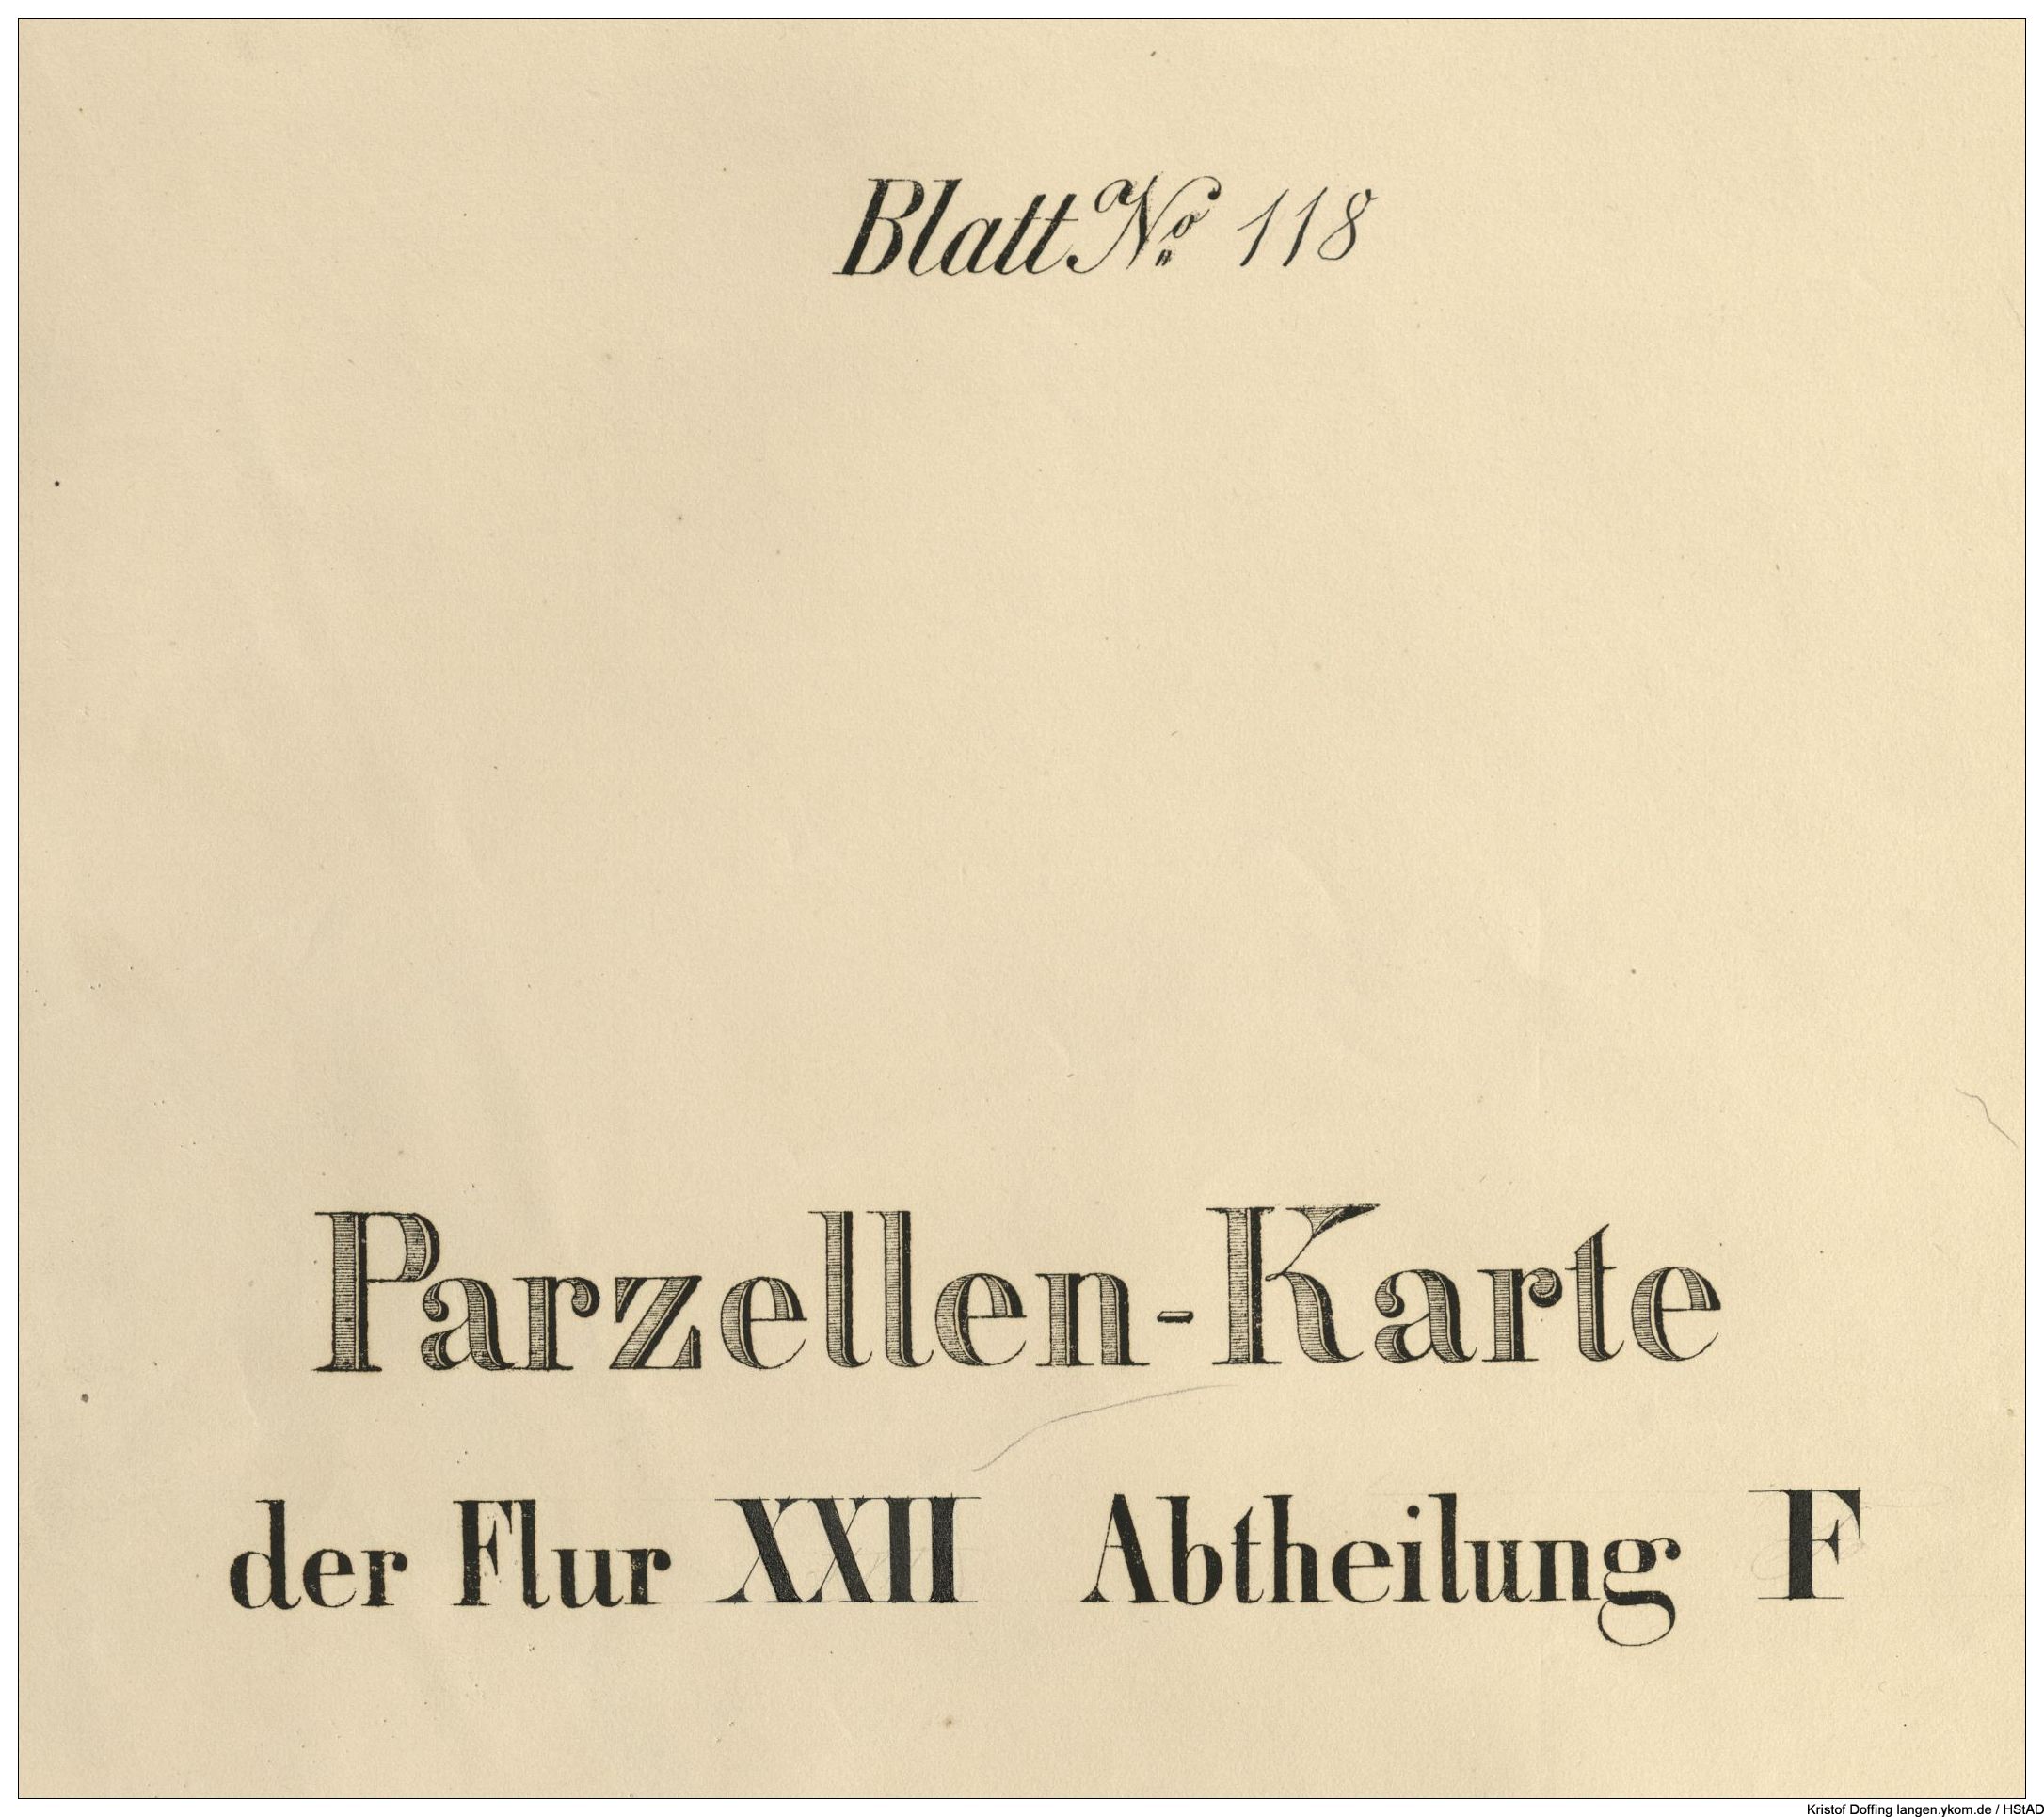 Blatt No. 118
Parzellen-Karte
der Flur XXII Abtheilung F
Kristof Doffing langen.ykom.de / HStAD